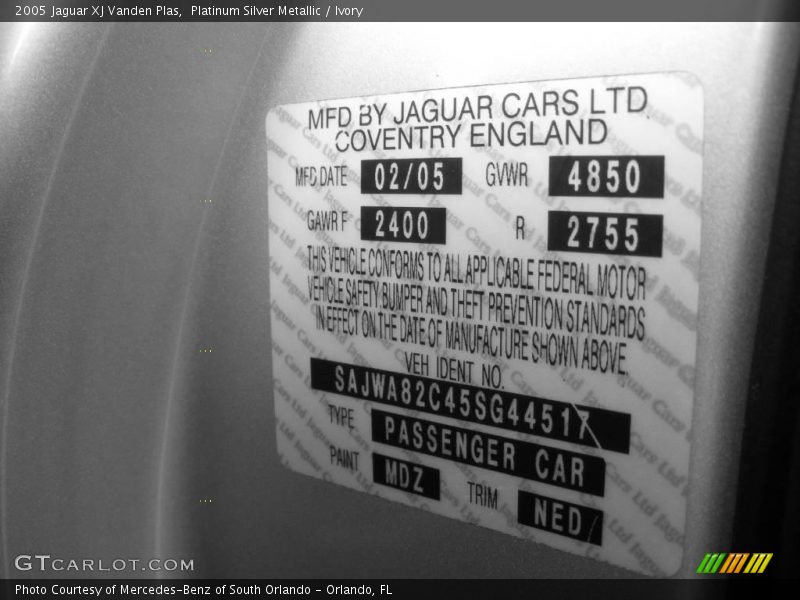 2005 Jaguar XJ Vanden Plas,  Platinum Silver Metallic / Ivory
MFD BY JAGUAR CARS LTD
COVENTRY ENGLAND
MFD DATE 02/05 GVWR 4850
GAWR F 2400 R 2755
THIS VEHICLE CONFORMS TO ALL APPLICABLE FEDERAL MOTOR
VEHICLE SAFETY, BUMPER AND THEFT PREVENTION STANDARDS
IN EFFECT ON THE DATE OF MANUFACTURE SHOWN ABOVE.
VEH IDENT NO.
SAJWA82C45SG44517
TYPE PASSENGER CAR
PAINT MDZ TRIM NED
GTCARLOT.COM
Photo Courtesy of Mercedes-Benz of South Orlando - Orlando, FL